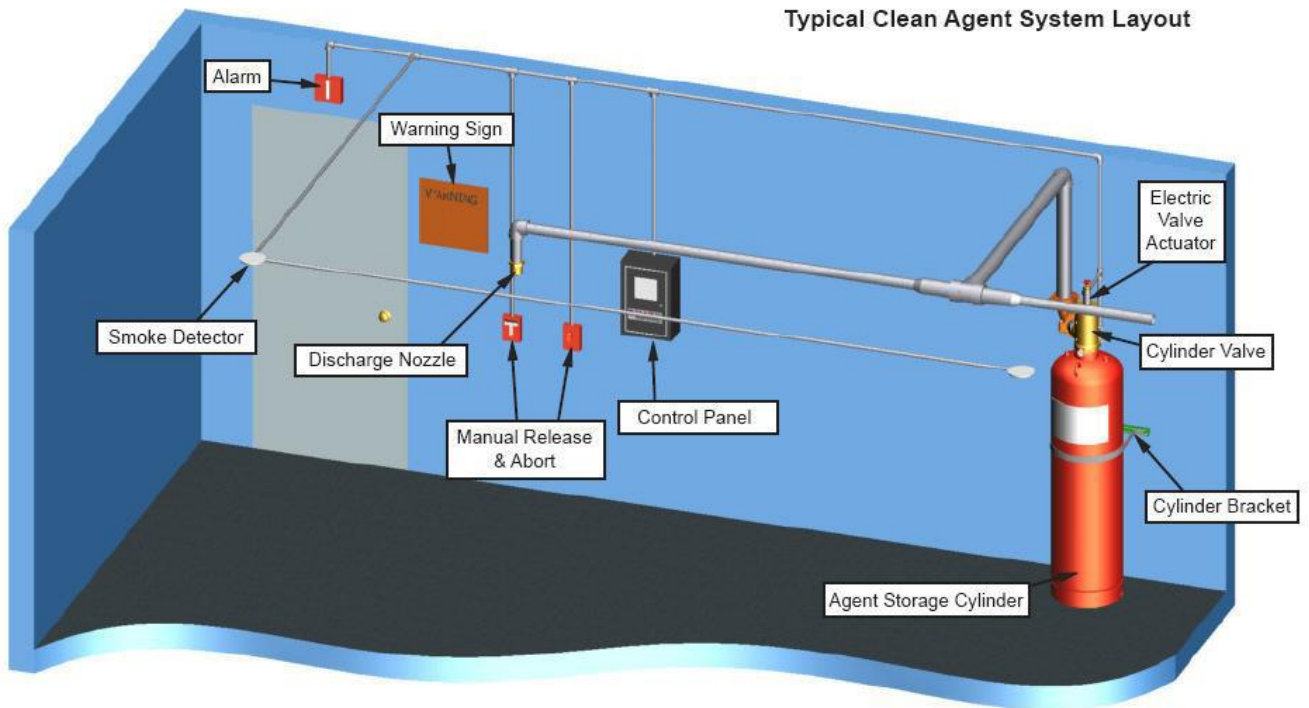 Typical Clean Agent System Layout
Alarm
Warning Sign
WARNING
Electric
Valve
Actuator
Smoke Detector
Discharge Nozzle
Cylinder Valve
Control Panel
Manual Release
& Abort
Cylinder Bracket
Agent Storage Cylinder